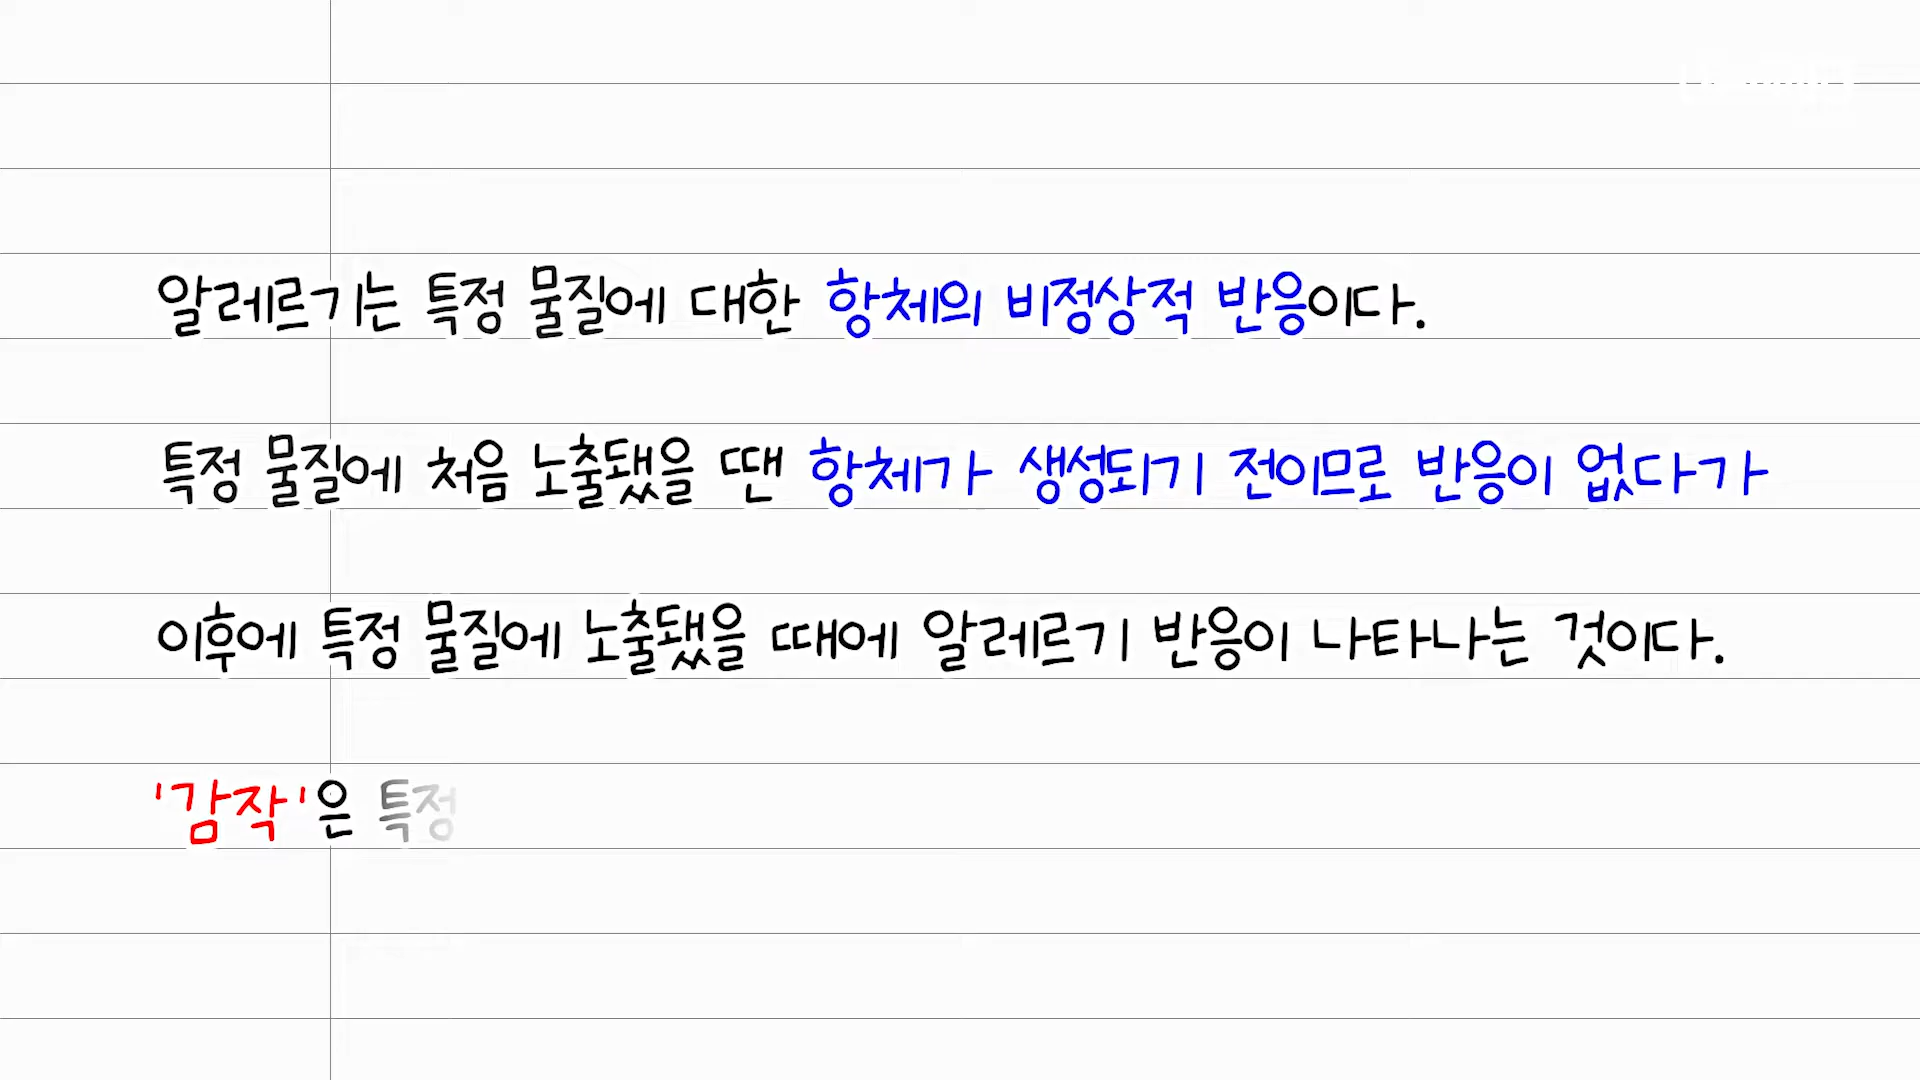 알레르기는 특정 물질에 대한 항체의 비정상적 반응이다.
특정 물질에 처음 노출됐을 땐 항체가 생성되기 전이므로 반응이 없다가
이후에 특정 물질에 노출됐을 때에 알레르기 반응이 나타나는 것이다.
'감작'은 특정